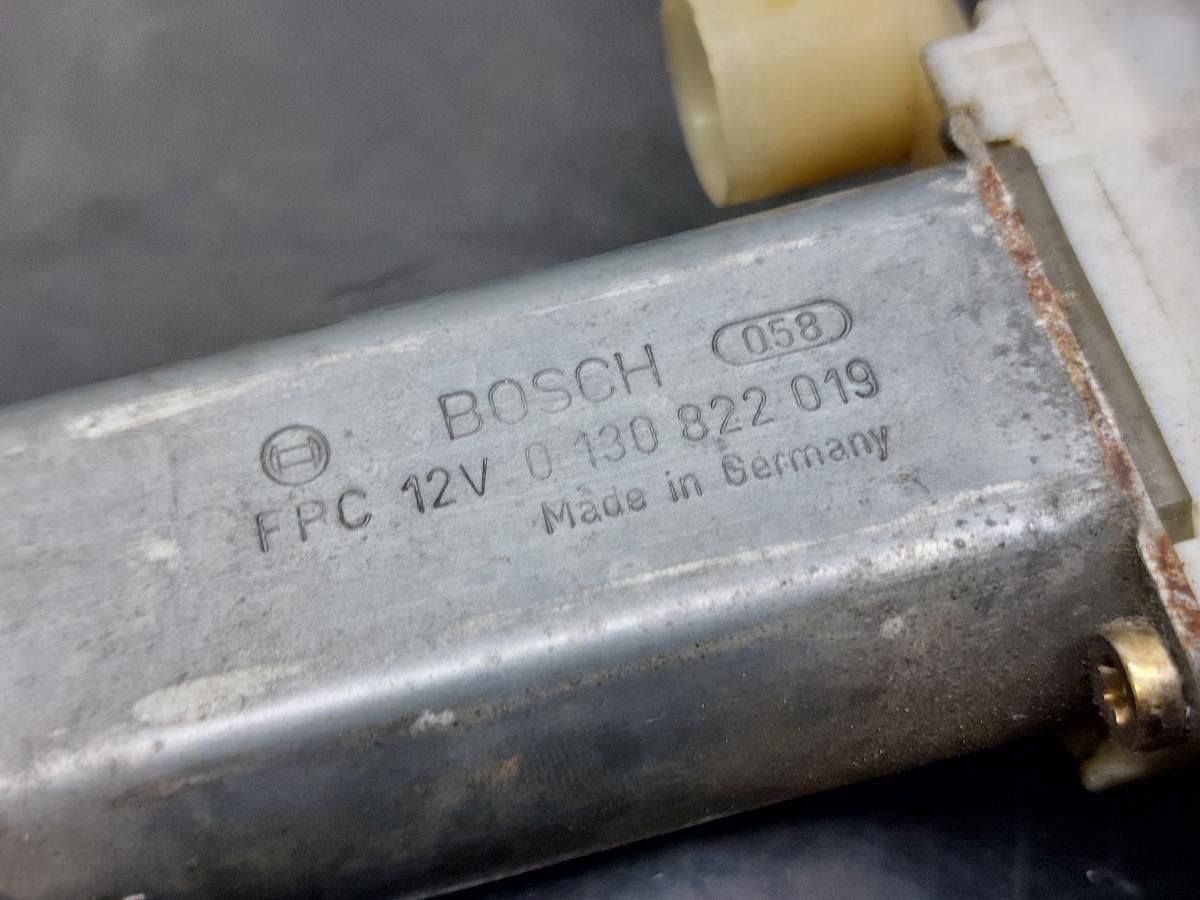 BOSCH 058
FPC 12V 0 130 822 019
Made in Germany